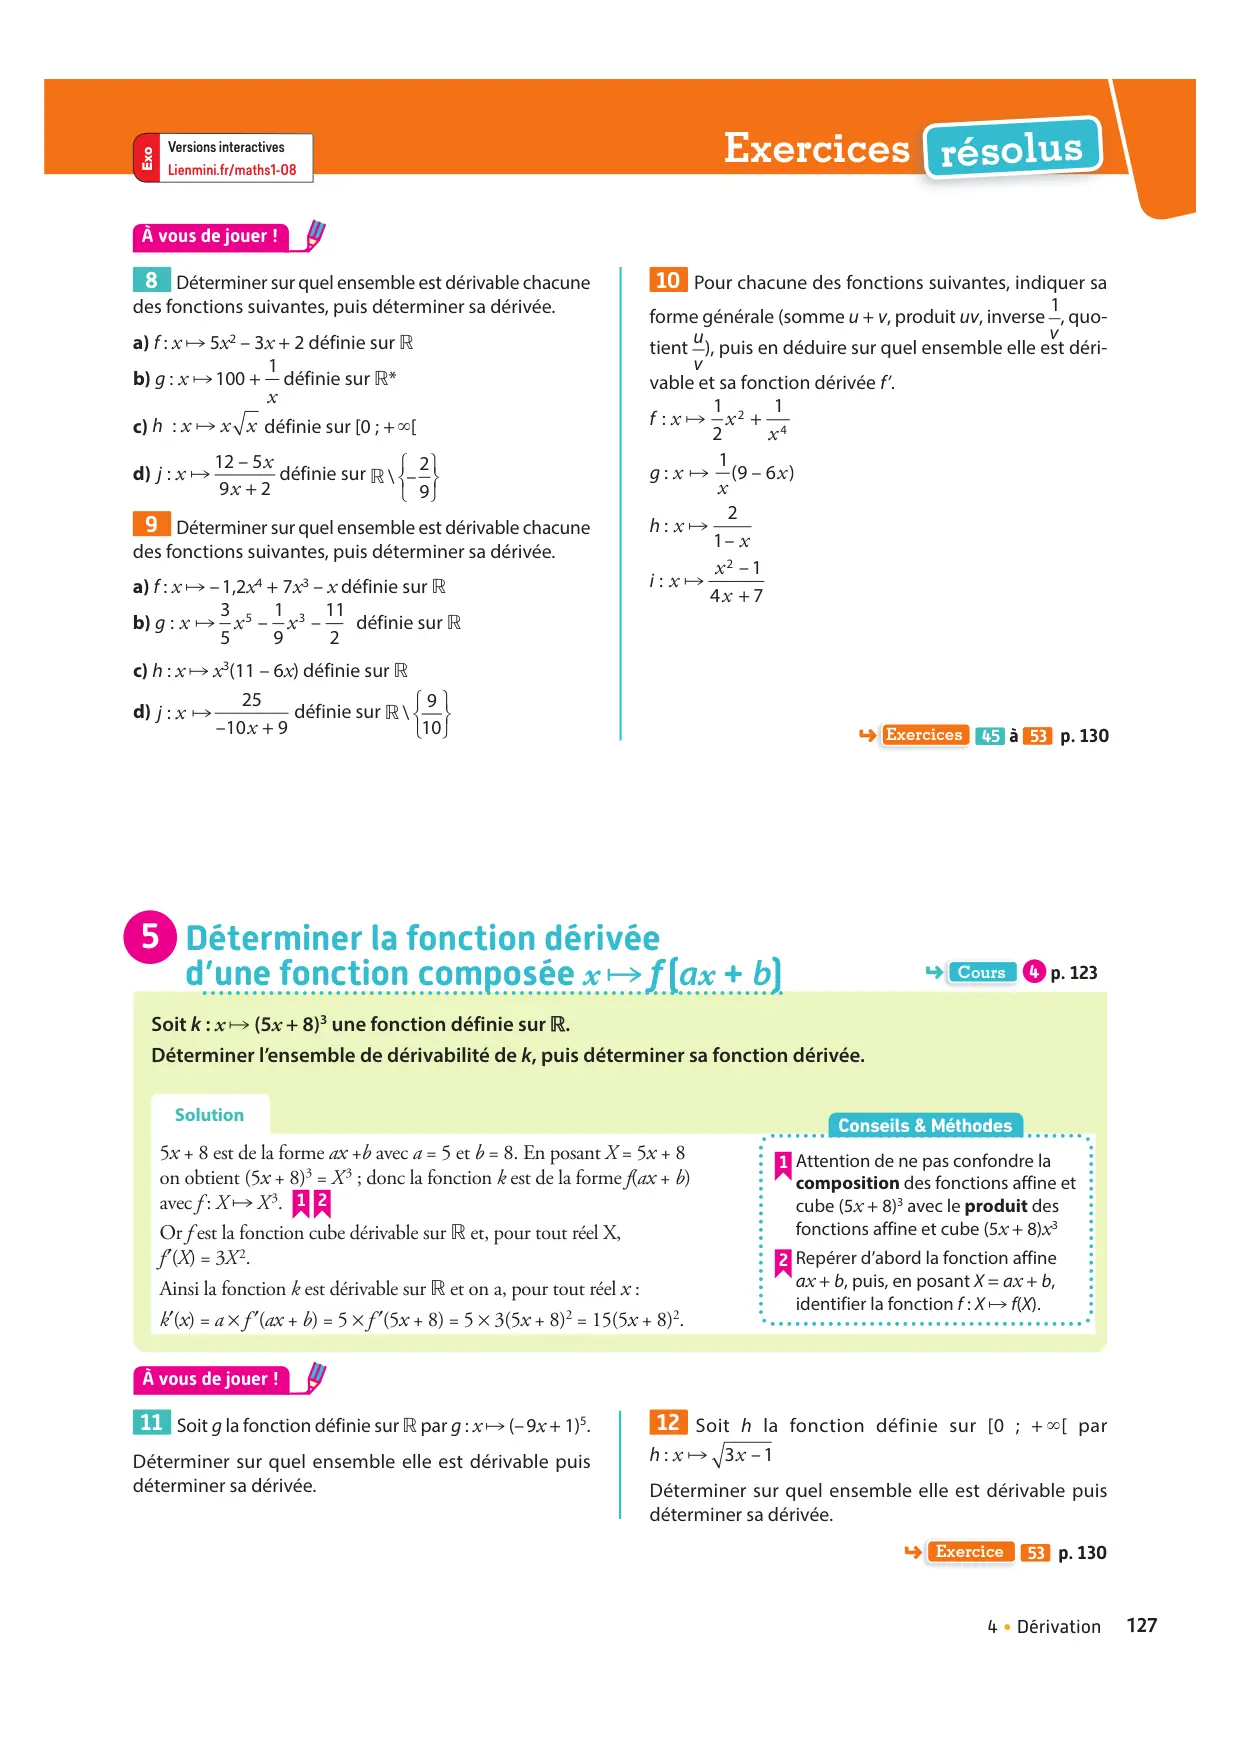 Exo
Versions interactives
Lienmini.fr/maths1-08
Exercices résolus
À vous de jouer !
8 Déterminer sur quel ensemble est dérivable chacune
des fonctions suivantes, puis déterminer sa dérivée.
a) f : x ↦ 5x² – 3x + 2 définie sur ℝ
b) g : x ↦ 100 + 1/x définie sur ℝ*
c) h : x ↦ x√x définie sur [0 ; + ∞[
d) j : x ↦ (12 – 5x)/(9x + 2) définie sur ℝ \ {– 2/9}
9 Déterminer sur quel ensemble est dérivable chacune
des fonctions suivantes, puis déterminer sa dérivée.
a) f : x ↦ – 1,2x⁴ + 7x³ – x définie sur ℝ
b) g : x ↦ 3/5 x⁵ – 1/9 x³ – 11/2 définie sur ℝ
c) h : x ↦ x³(11 – 6x) définie sur ℝ
d) j : x ↦ 25/(–10x + 9) définie sur ℝ \ {9/10}
10 Pour chacune des fonctions suivantes, indiquer sa
forme générale (somme u + v, produit uv, inverse 1/v, quo-
tient u/v), puis en déduire sur quel ensemble elle est déri-
vable et sa fonction dérivée f′.
f : x ↦ 1/2 x² + 1/x⁴
g : x ↦ 1/x (9 – 6x)
h : x ↦ 2/(1 – x)
i : x ↦ (x² – 1)/(4x + 7)
↪ Exercices 45 à 53 p. 130
5 Déterminer la fonction dérivée
d’une fonction composée x ↦ f(ax + b)
↪ Cours 4 p. 123
Soit k : x ↦ (5x + 8)³ une fonction définie sur ℝ.
Déterminer l’ensemble de dérivabilité de k, puis déterminer sa fonction dérivée.
Solution
5x + 8 est de la forme ax +b avec a = 5 et b = 8. En posant X = 5x + 8
on obtient (5x + 8)³ = X³ ; donc la fonction k est de la forme f(ax + b)
avec f : X ↦ X³. 1 2
Or f est la fonction cube dérivable sur ℝ et, pour tout réel X,
f′(X) = 3X².
Ainsi la fonction k est dérivable sur ℝ et on a, pour tout réel x :
k′(x) = a × f′(ax + b) = 5 × f′(5x + 8) = 5 × 3(5x + 8)² = 15(5x + 8)².
Conseils & Méthodes
1 Attention de ne pas confondre la
composition des fonctions affine et
cube (5x + 8)³ avec le produit des
fonctions affine et cube (5x + 8)x³
2 Repérer d’abord la fonction affine
ax + b, puis, en posant X = ax + b,
identifier la fonction f : X ↦ f(X).
À vous de jouer !
11 Soit g la fonction définie sur ℝ par g : x ↦ (– 9x + 1)⁵.
Déterminer sur quel ensemble elle est dérivable puis
déterminer sa dérivée.
12 Soit h la fonction définie sur [0 ; + ∞[ par
h : x ↦ √(3x – 1)
Déterminer sur quel ensemble elle est dérivable puis
déterminer sa dérivée.
↪ Exercice 53 p. 130
4 • Dérivation 127